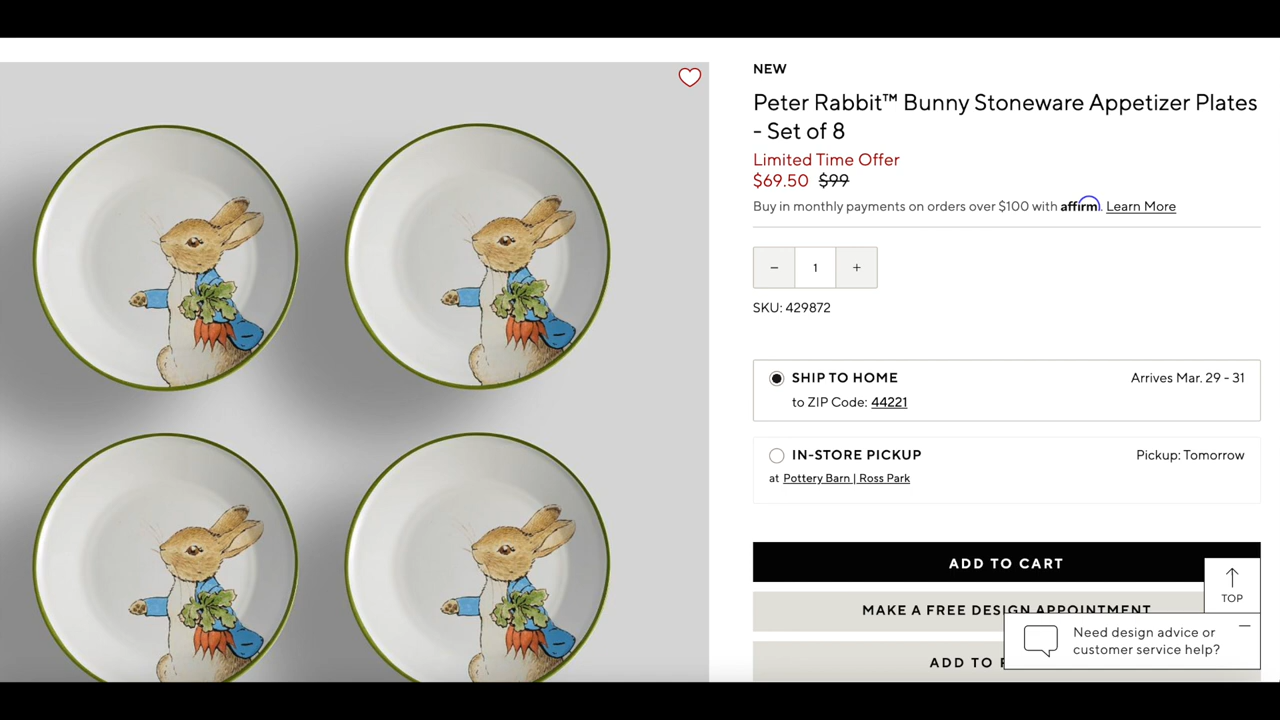 NEW
Peter Rabbit™ Bunny Stoneware Appetizer Plates
- Set of 8
Limited Time Offer
$69.50 $99
Buy in monthly payments on orders over $100 with affirm. Learn More
− 1 +
SKU: 429872
SHIP TO HOME Arrives Mar. 29 - 31
to ZIP Code: 44221
IN-STORE PICKUP Pickup: Tomorrow
at Pottery Barn | Ross Park
ADD TO CART
TOP
MAKE A FREE DESIGN APPOINTMENT
Need design advice or
customer service help?
ADD TO